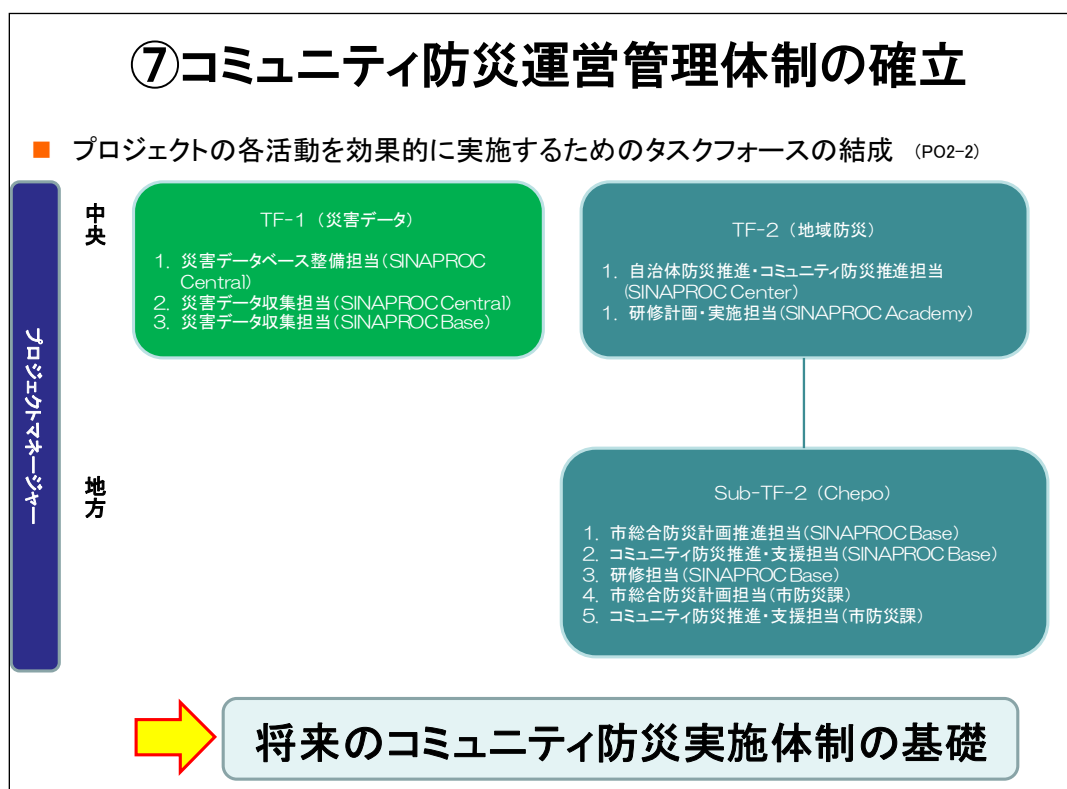 ⑦コミュニティ防災運営管理体制の確立
■ プロジェクトの各活動を効果的に実施するためのタスクフォースの結成 (PO2-2)
プロジェクトマネージャー
中央
TF-1（災害データ）
1. 災害データベース整備担当(SINAPROC
Central)
2. 災害データ収集担当(SINAPROC Central)
3. 災害データ収集担当(SINAPROC Base)
TF-2（地域防災）
1. 自治体防災推進・コミュニティ防災推進担当
(SINAPROC Center)
1. 研修計画・実施担当(SINAPROC Academy)
地方
Sub-TF-2（Chepo）
1. 市総合防災計画推進担当(SINAPROC Base)
2. コミュニティ防災推進・支援担当(SINAPROC Base)
3. 研修担当(SINAPROC Base)
4. 市総合防災計画担当(市防災課)
5. コミュニティ防災推進・支援担当(市防災課)
将来のコミュニティ防災実施体制の基礎